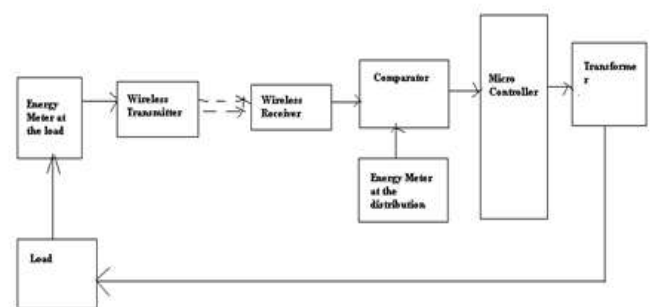 Energy
Meter at
the load
Wireless
Transmitter
Wireless
Receiver
Comparator
Energy Meter
at the
distribution
Micro
Controller
Transforme
r
Load